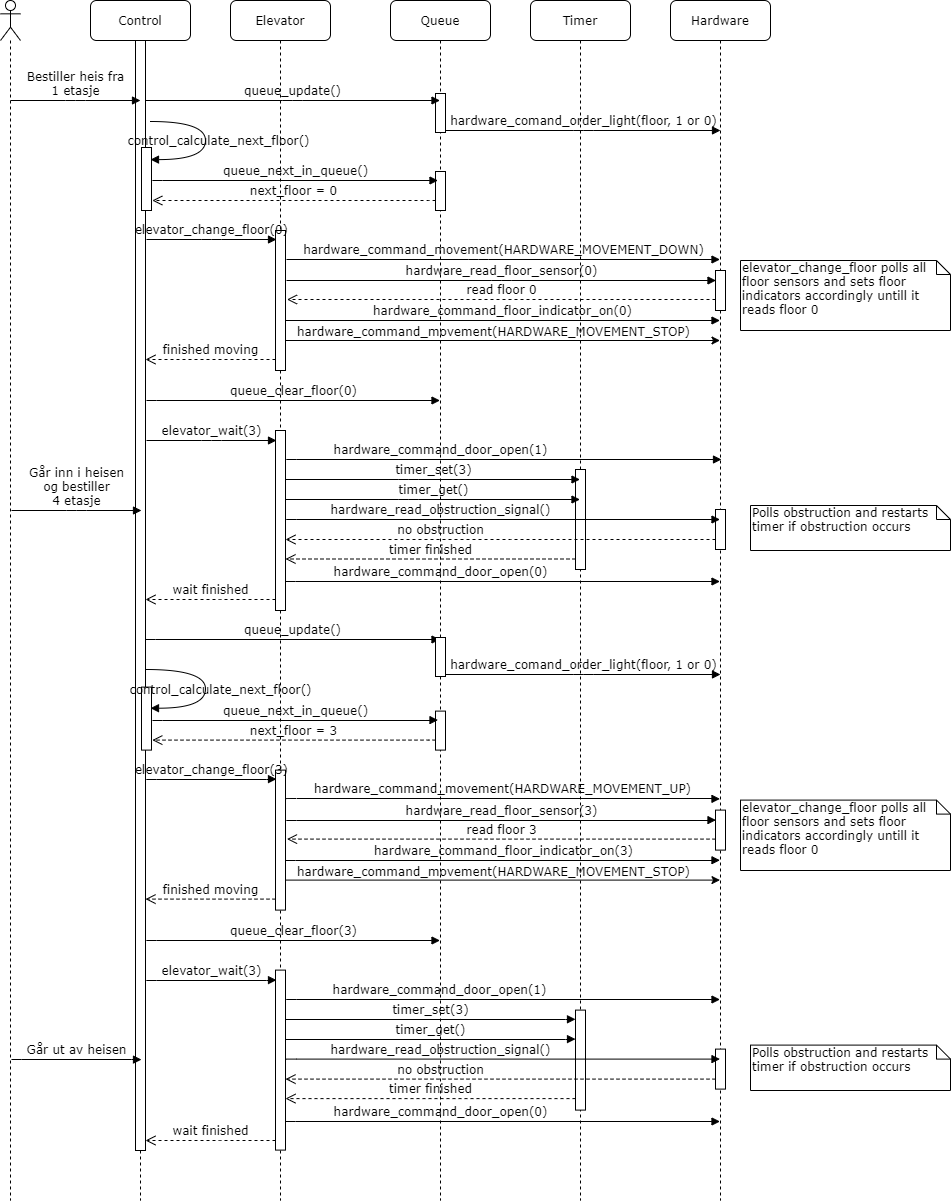 Control
Elevator
Queue
Timer
Hardware
Bestiller heis fra
1 etasje
queue_update()
hardware_comand_order_light(floor, 1 or 0)
control_calculate_next_floor()
queue_next_in_queue()
next_floor = 0
elevator_change_floor(0)
hardware_command_movement(HARDWARE_MOVEMENT_DOWN)
elevator_change_floor polls all
floor sensors and sets floor
indicators accordingly untill it
reads floor 0
hardware_read_floor_sensor(0)
read floor 0
hardware_command_floor_indicator_on(0)
hardware_command_movement(HARDWARE_MOVEMENT_STOP)
finished moving
queue_clear_floor(0)
elevator_wait(3)
hardware_command_door_open(1)
Går inn i heisen
og bestiller
4 etasje
timer_set(3)
timer_get()
hardware_read_obstruction_signal()
Polls obstruction and restarts
timer if obstruction occurs
no obstruction
timer finished
hardware_command_door_open(0)
wait finished
queue_update()
hardware_comand_order_light(floor, 1 or 0)
control_calculate_next_floor()
queue_next_in_queue()
next_floor = 3
elevator_change_floor(3)
hardware_command_movement(HARDWARE_MOVEMENT_UP)
elevator_change_floor polls all
floor sensors and sets floor
indicators accordingly untill it
reads floor 0
hardware_read_floor_sensor(3)
read floor 3
hardware_command_floor_indicator_on(3)
hardware_command_movement(HARDWARE_MOVEMENT_STOP)
finished moving
queue_clear_floor(3)
elevator_wait(3)
hardware_command_door_open(1)
timer_set(3)
timer_get()
Går ut av heisen
hardware_read_obstruction_signal()
Polls obstruction and restarts
timer if obstruction occurs
no obstruction
timer finished
hardware_command_door_open(0)
wait finished